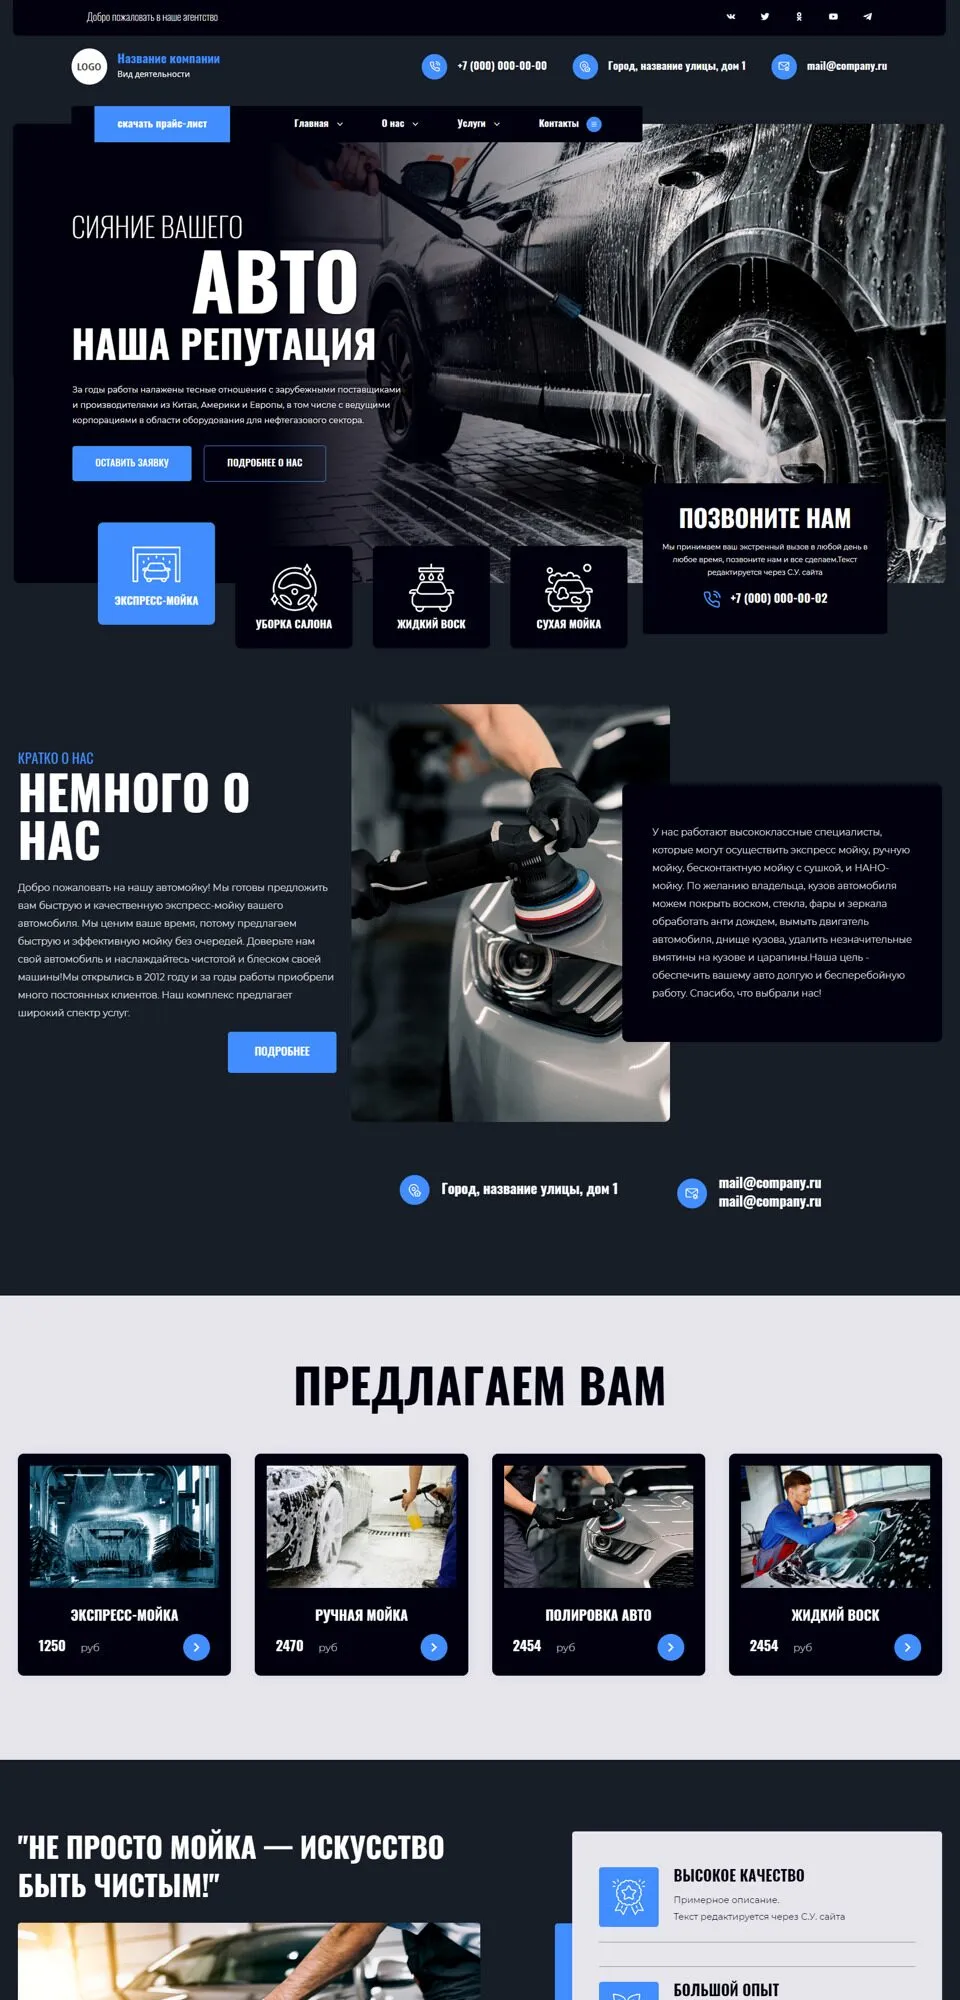 Добро пожаловать в наше агентство
LOGO
Название компании
Вид деятельности
+7 (000) 000-00-00
Город, название улицы, дом 1
mail@company.ru
скачать прайс-лист
Главная
О нас
Услуги
Контакты
СИЯНИЕ ВАШЕГО
АВТО
НАША РЕПУТАЦИЯ
За годы работы налажены тесные отношения с зарубежными поставщиками
и производителями из Китая, Америки и Европы, в том числе с ведущими
корпорациями в области оборудования для нефтегазового сектора.
ОСТАВИТЬ ЗАЯВКУ
ПОДРОБНЕЕ О НАС
ЭКСПРЕСС-МОЙКА
УБОРКА САЛОНА
ЖИДКИЙ ВОСК
СУХАЯ МОЙКА
ПОЗВОНИТЕ НАМ
Мы принимаем ваш экстренный вызов в любой день в
любое время, позвоните нам и все сделаем.Текст
редактируется через С.У. сайта
+7 (000) 000-00-02
КРАТКО О НАС
НЕМНОГО О
НАС
Добро пожаловать на нашу автомойку! Мы готовы предложить
вам быструю и качественную экспресс-мойку вашего
автомобиля. Мы ценим ваше время, потому предлагаем
быструю и эффективную мойку без очередей. Доверьте нам
свой автомобиль и наслаждайтесь чистотой и блеском своей
машины!Мы открылись в 2012 году и за годы работы приобрели
много постоянных клиентов. Наш комплекс предлагает
широкий спектр услуг.
ПОДРОБНЕЕ
У нас работают высококлассные специалисты,
которые могут осуществить экспресс мойку, ручную
мойку, бесконтактную мойку с сушкой, и НАНО-
мойку. По желанию владельца, кузов автомобиля
можем покрыть воском, стекла, фары и зеркала
обработать анти дождем, вымыть двигатель
автомобиля, днище кузова, удалить незначительные
вмятины на кузове и царапины.Наша цель -
обеспечить вашему авто долгую и бесперебойную
работу. Спасибо, что выбрали нас!
Город, название улицы, дом 1
mail@company.ru
mail@company.ru
ПРЕДЛАГАЕМ ВАМ
ЭКСПРЕСС-МОЙКА
1250 руб
РУЧНАЯ МОЙКА
2470 руб
ПОЛИРОВКА АВТО
2454 руб
ЖИДКИЙ ВОСК
2454 руб
"НЕ ПРОСТО МОЙКА — ИСКУССТВО
БЫТЬ ЧИСТЫМ!"
ВЫСОКОЕ КАЧЕСТВО
Примерное описание.
Текст редактируется через С.У. сайта
БОЛЬШОЙ ОПЫТ